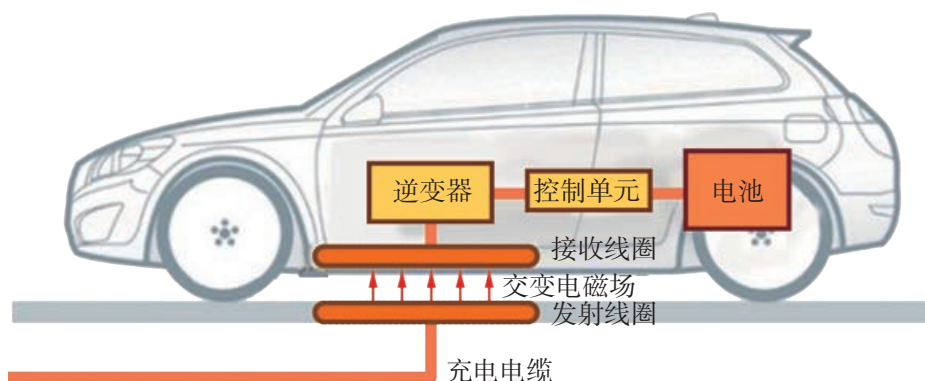 逆变器
控制单元
电池
接收线圈
交变电磁场
发射线圈
充电电缆